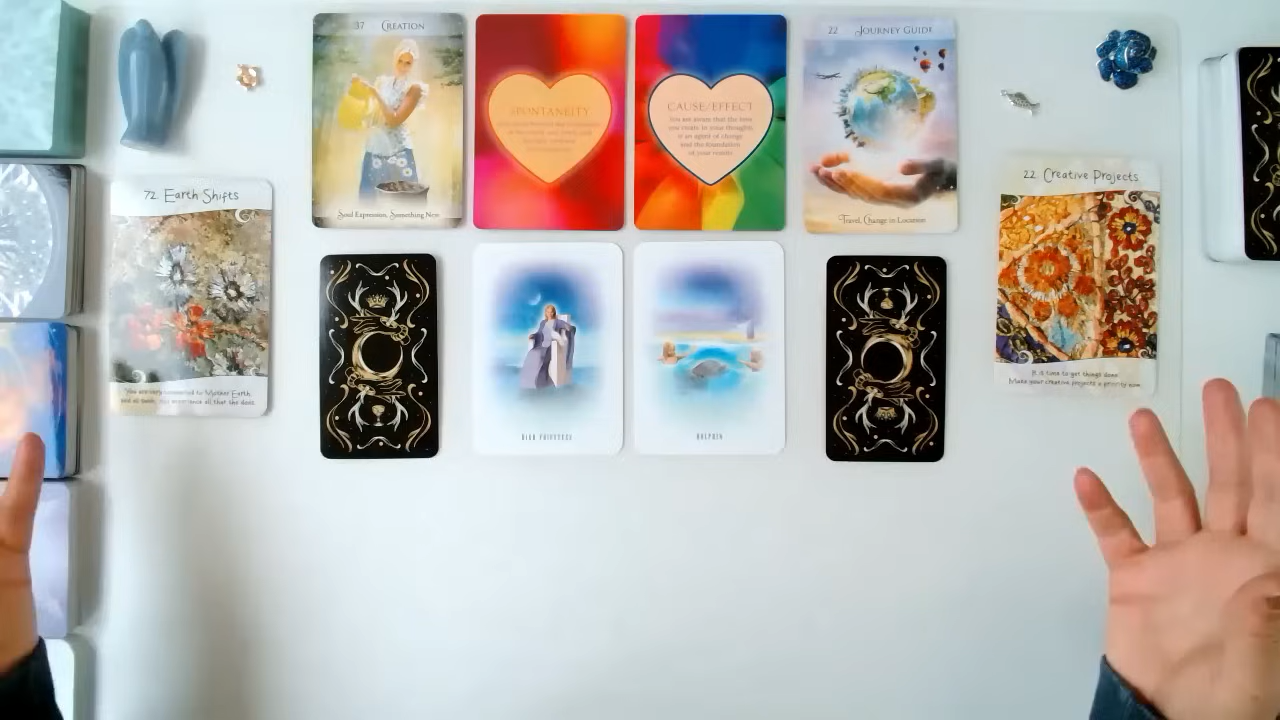 37 CREATION
Soul Expression, Something New
SPONTANEITY
CAUSE/EFFECT
You are aware that the love
you create in your thoughts
is an agent of change
and the foundation
of your results
22 JOURNEY GUIDE
Travel, Change in Location
72 Earth Shifts
You are very connected to Mother Earth,
22 Creative Projects
It is time to get things done.
Make your creative projects a priority now.
HIGH PRIESTESS
DOLPHIN